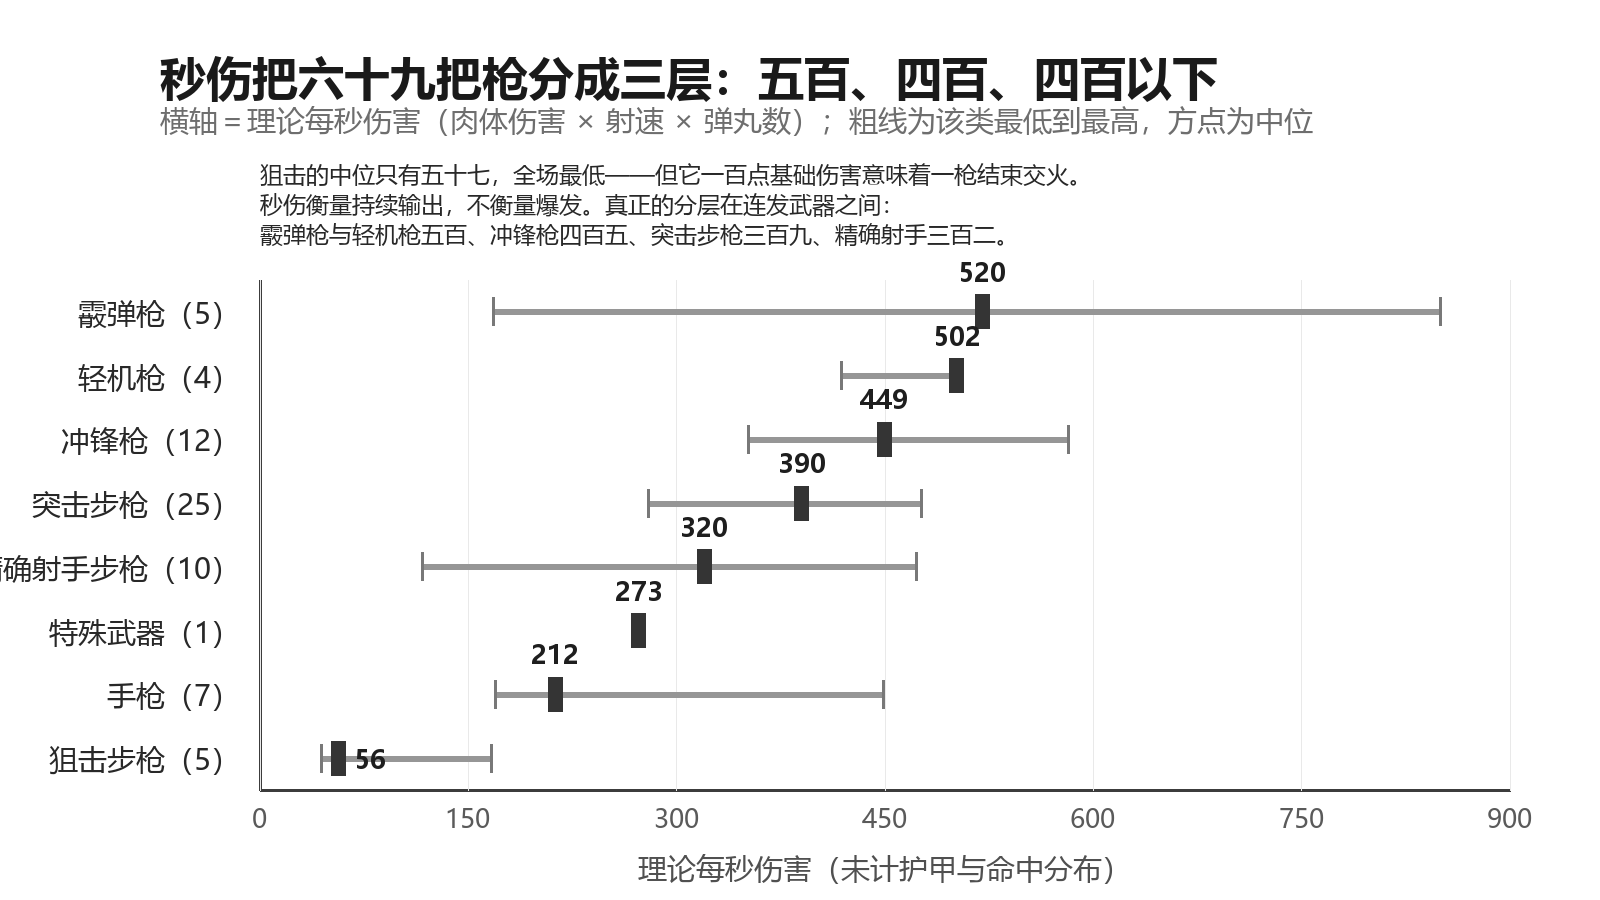 秒伤把六十九把枪分成三层：五百、四百、四百以下
横轴＝理论每秒伤害（肉体伤害 × 射速 × 弹丸数）；粗线为该类最低到最高，方点为中位
狙击的中位只有五十七，全场最低——但它一百点基础伤害意味着一枪结束交火。
秒伤衡量持续输出，不衡量爆发。真正的分层在连发武器之间：
霰弹枪与轻机枪五百、冲锋枪四百五、突击步枪三百九、精确射手三百二。
520
霰弹枪（5）
502
轻机枪（4）
449
冲锋枪（12）
390
突击步枪（25）
320
确射手步枪（10）
273
特殊武器（1）
212
手枪（7）
狙击步枪（5） 56
0 150 300 450 600 750 900
理论每秒伤害（未计护甲与命中分布）